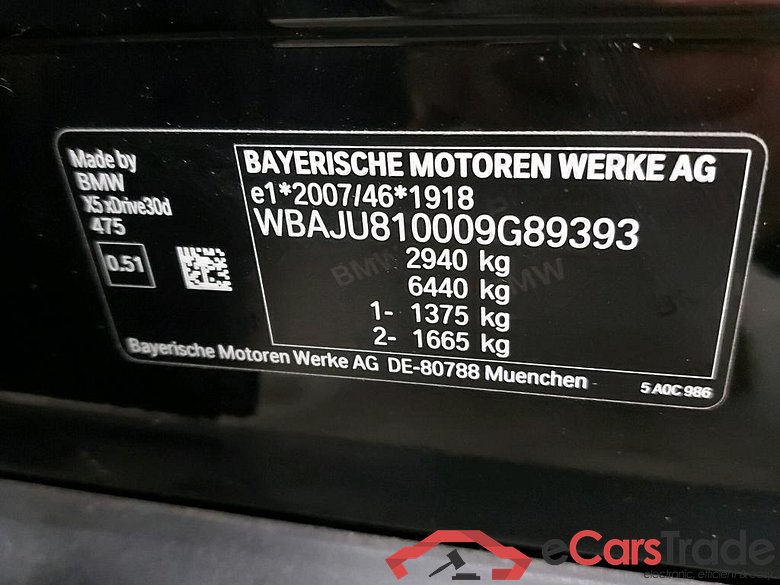 Made by
BMW
X5 xDrive30d
475
0.51
BAYERISCHE MOTOREN WERKE AG
e1*2007/46*1918
WBAJU810009G89393
2940 kg
6440 kg
1- 1375 kg
2- 1665 kg
BMW BMW
Bayerische Motoren Werke AG DE-80788 Muenchen
5 A0C 986
eCarsTrade